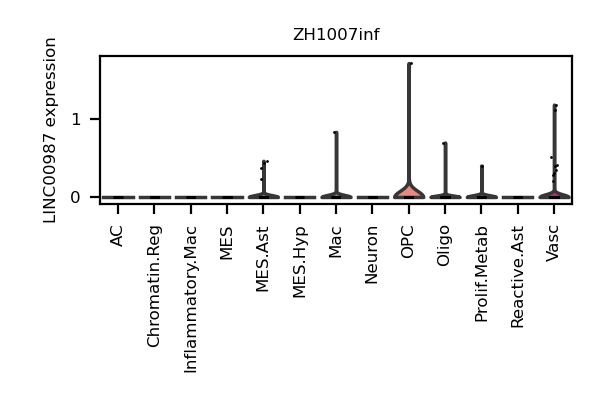 ZH1007inf
LINC00987 expression
1
0
AC
Chromatin.Reg
Inflammatory.Mac
MES
MES.Ast
MES.Hyp
Mac
Neuron
OPC
Oligo
Prolif.Metab
Reactive.Ast
Vasc